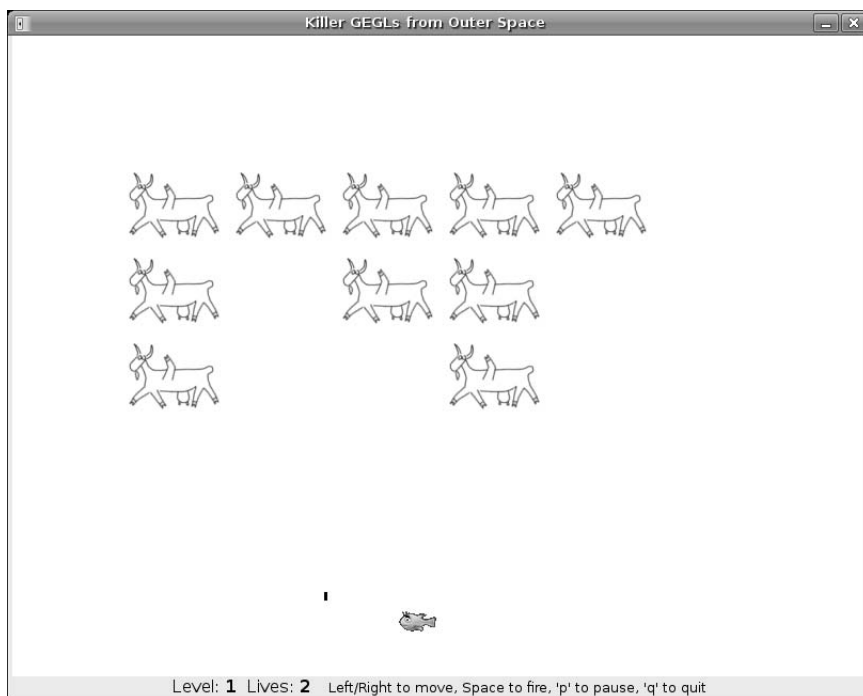 Killer GEGLs from Outer Space
Level: 1 Lives: 2 Left/Right to move, Space to fire, 'p' to pause, 'q' to quit